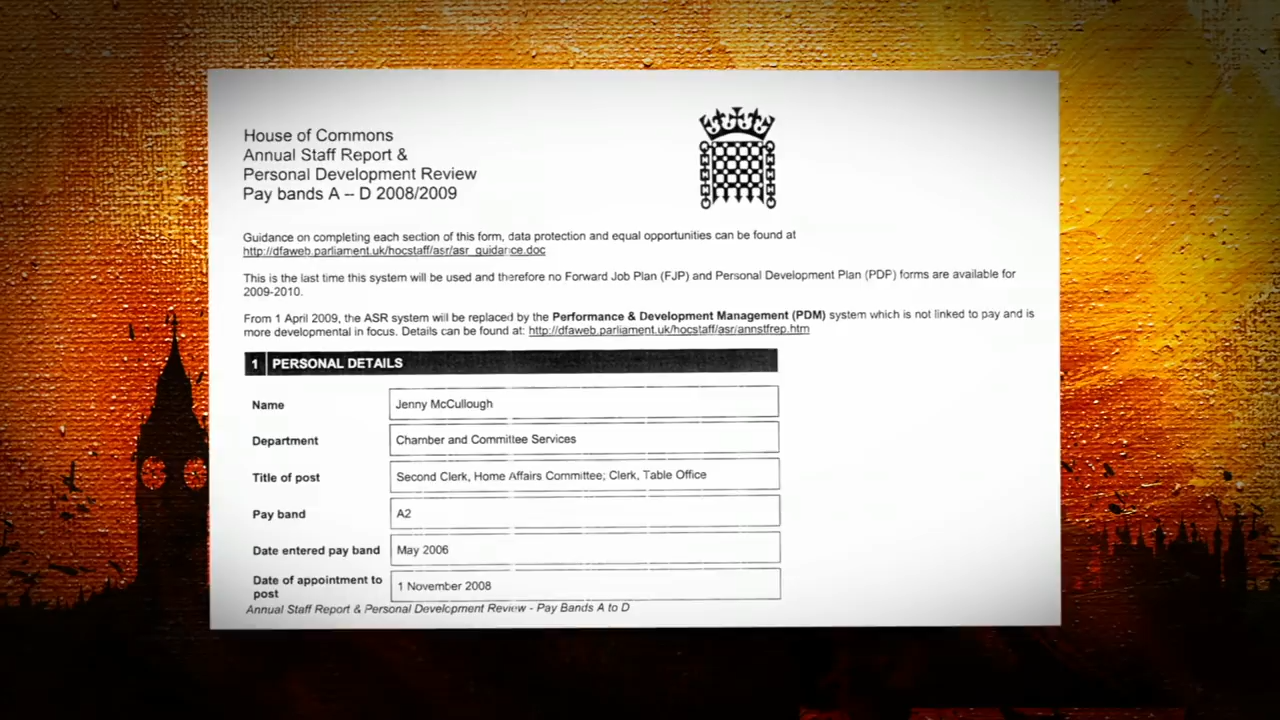 House of Commons
Annual Staff Report &
Personal Development Review
Pay bands A – D 2008/2009
Guidance on completing each section of this form, data protection and equal opportunities can be found at
http://dfaweb.parliament.uk/hocstaff/asr/asr_guidance.doc
This is the last time this system will be used and therefore no Forward Job Plan (FJP) and Personal Development Plan (PDP) forms are available for
2009-2010.
From 1 April 2009, the ASR system will be replaced by the Performance & Development Management (PDM) system which is not linked to pay and is
more developmental in focus. Details can be found at: http://dfaweb.parliament.uk/hocstaff/asr/annstfrep.htm
1 PERSONAL DETAILS
Name Jenny McCullough
Department Chamber and Committee Services
Title of post Second Clerk, Home Affairs Committee; Clerk, Table Office
Pay band A2
Date entered pay band May 2006
Date of appointment to
post 1 November 2008
Annual Staff Report & Personal Development Review - Pay Bands A to D